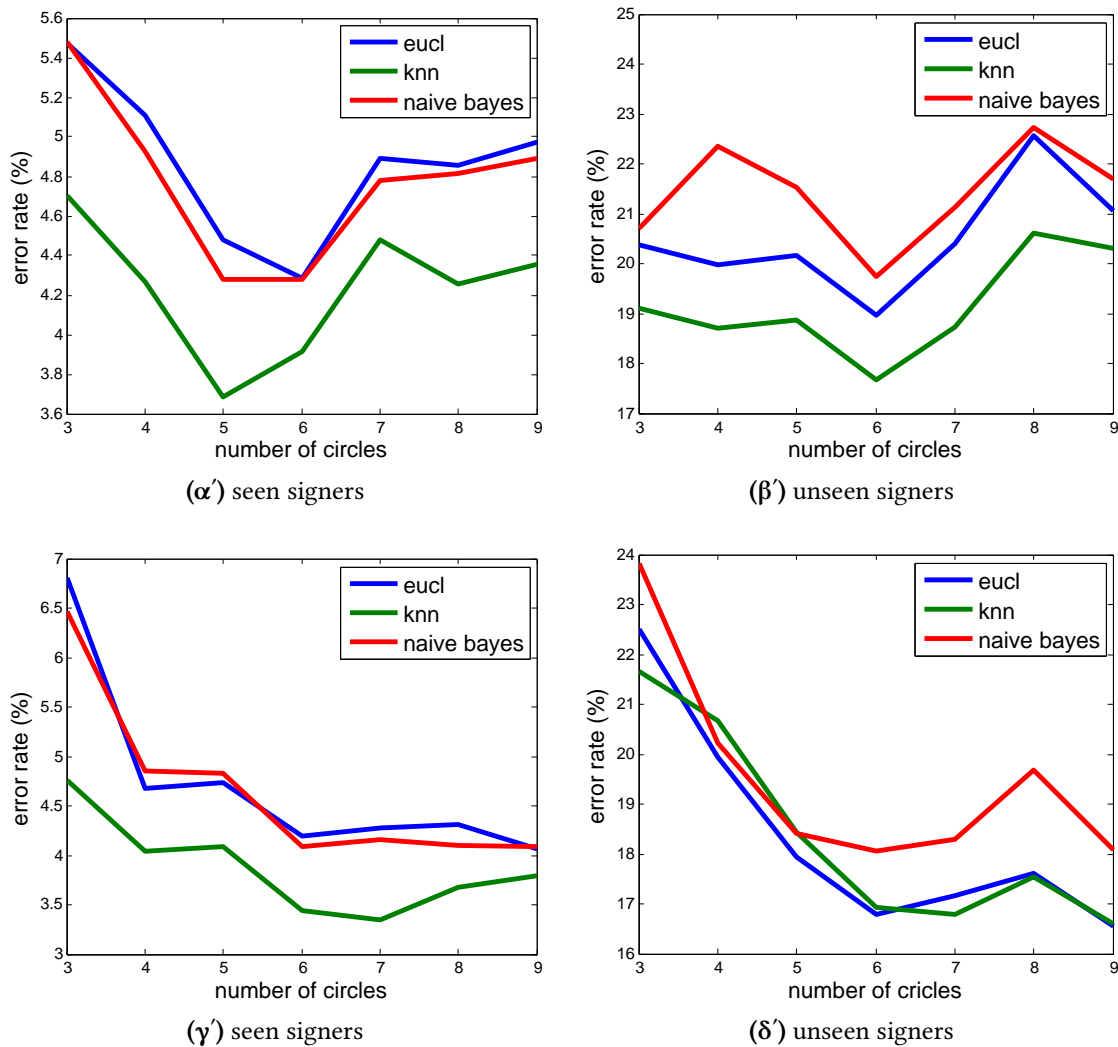 5.6
5.4
5.2
5
4.8
4.6
4.4
4.2
4
3.8
3.6
error rate (%)
eucl
knn
naive bayes
3 4 5 6 7 8 9
number of circles
(α′) seen signers
25
24
23
22
21
20
19
18
17
error rate (%)
eucl
knn
naive bayes
3 4 5 6 7 8 9
number of circles
(β′) unseen signers
7
6.5
6
5.5
5
4.5
4
3.5
3
error rate (%)
eucl
knn
naive bayes
3 4 5 6 7 8 9
number of circles
(γ′) seen signers
24
23
22
21
20
19
18
17
16
error rate (%)
eucl
knn
naive bayes
3 4 5 6 7 8 9
number of cricles
(δ′) unseen signers